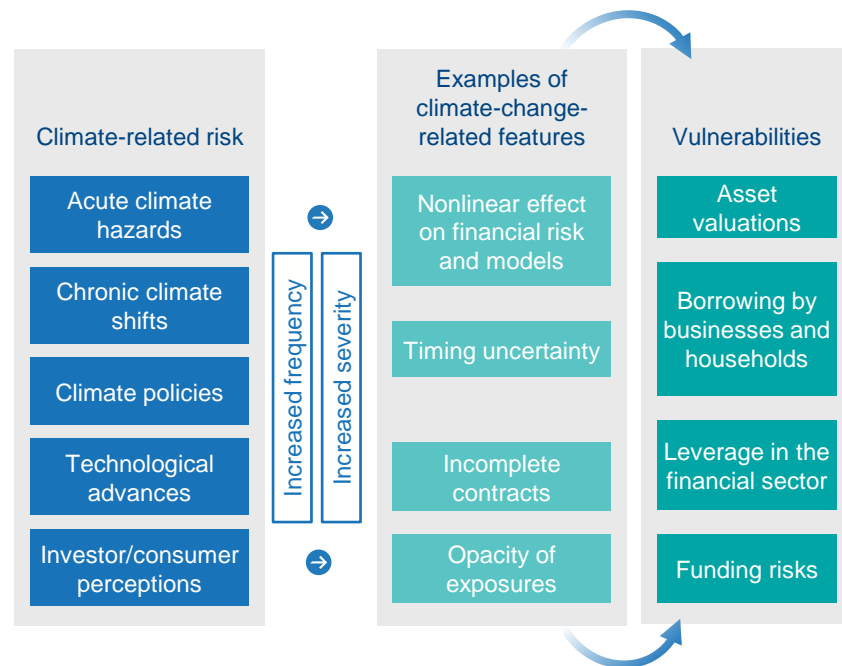 Climate-related risk
Acute climate
hazards
Chronic climate
shifts
Climate policies
Technological
advances
Investor/consumer
perceptions
Increased frequency
Increased severity
Examples of
climate-change-
related features
Nonlinear effect
on financial risk
and models
Timing uncertainty
Incomplete
contracts
Opacity of
exposures
Vulnerabilities
Asset
valuations
Borrowing by
businesses and
households
Leverage in the
financial sector
Funding risks